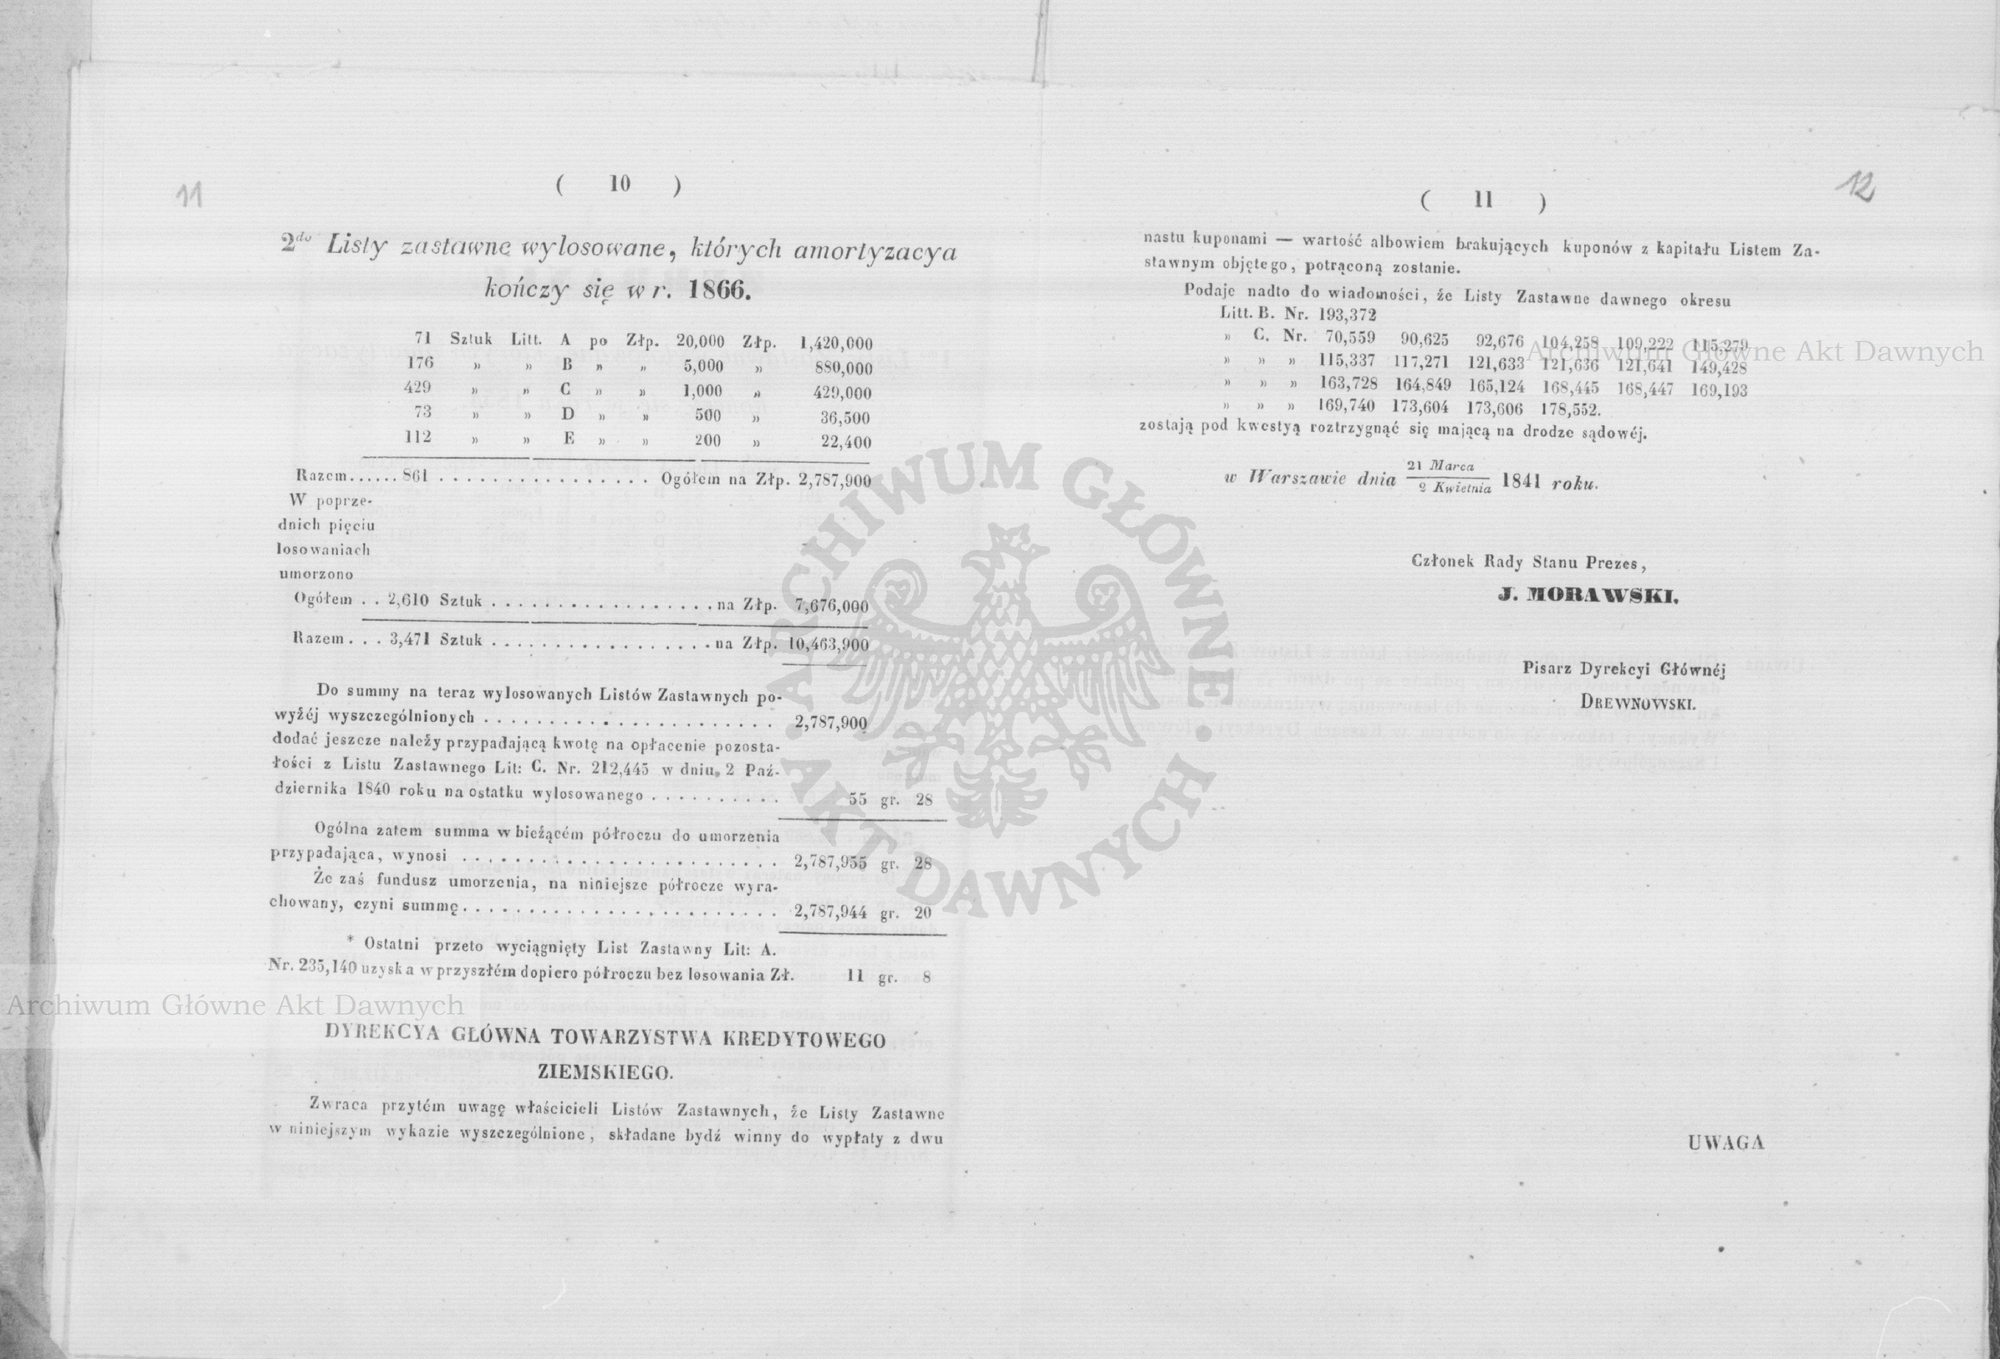 11
( 10 )
2do Listy zastawne wylosowane, których amortyzacya
kończy się w r. 1866.
71 Sztuk Litt. A po Złp. 20,000 Złp. 1,420,000
176 » » B » » 5,000 » 880,000
429 » » C » » 1,000 » 429,000
73 » » D » » 500 » 36,500
112 » » E » » 200 » 22,400
Razem...... 861 . . . . . . . . . . . . . . . . Ogółem na Złp. 2,787,900
W poprze-
dnich pięciu
losowaniach
umorzono
Ogółem . . 2,610 Sztuk . . . . . . . . . . . . . . . . . na Złp. 7,676,000
Razem . . . 3,471 Sztuk . . . . . . . . . . . . . . . . . na Złp. 10,463,900
Do summy na teraz wylosowanych Listów Zastawnych po-
wyżéj wyszczególnionych . . . . . . . . . . . . . . . . . . . . . . 2,787,900
dodać jeszcze należy przypadającą kwotę na opłacenie pozosta-
łości z Listu Zastawnego Lit: C. Nr. 212,445 w dniu 2 Paź-
dziernika 1840 roku na ostatku wylosowanego . . . . . . . . . . 55 gr. 28
Ogólna zatem summa w bieżącém półroczu do umorzenia
przypadająca, wynosi . . . . . . . . . . . . . . . . . . . . . . . . 2,787,955 gr. 28
Że zaś fundusz umorzenia, na niniejsze półrocze wyra-
chowany, czyni summę . . . . . . . . . . . . . . . . . . . . . . . . 2,787,944 gr. 20
* Ostatni przeto wyciągnięty List Zastawny Lit: A.
Nr. 235,140 uzyska w przyszłém dopiero półroczu bez losowania Zł. 11 gr. 8
DYREKCYA GŁÓWNA TOWARZYSTWA KREDYTOWEGO
ZIEMSKIEGO.
Zwraca przytém uwagę właścicieli Listów Zastawnych, że Listy Zastawne
w niniejszym wykazie wyszczególnione, składane bydź winny do wypłaty z dwu
12
( 11 )
nastu kuponami — wartość albowiem brakujących kuponów z kapitału Listem Za-
stawnym objętego, potrąconą zostanie.
Podaje nadto do wiadomości, że Listy Zastawne dawnego okresu
Litt. B. Nr. 193,372
» C. Nr. 70,559 90,625 92,676 104,258 109,222 115,279
» » » 115,337 117,271 121,633 121,636 121,641 149,428
» » » 163,728 164,849 165,124 168,445 168,447 169,193
» » » 169,740 173,604 173,606 178,552.
zostają pod kwestyą roztrzygnąć się mającą na drodze sądowéj.
w Warszawie dnia 21 Marca / 2 Kwietnia 1841 roku.
Członek Rady Stanu Prezes,
J. MORAWSKI.
Pisarz Dyrekcyi Głównéj
DREWNOWSKI.
UWAGA
ARCHIWUM GŁÓWNE
AKT DAWNYCH
Archiwum Główne Akt Dawnych
Archiwum Główne Akt Dawnych